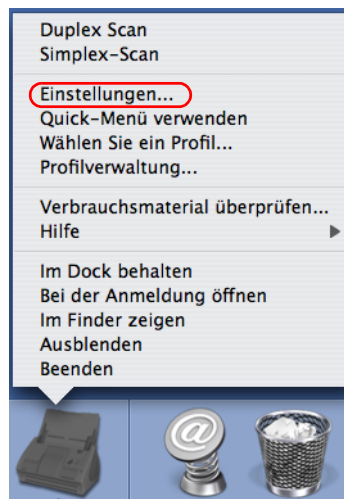 Duplex Scan
Simplex-Scan
Einstellungen...
Quick-Menü verwenden
Wählen Sie ein Profil...
Profilverwaltung...
Verbrauchsmaterial überprüfen...
Hilfe
Im Dock behalten
Bei der Anmeldung öffnen
Im Finder zeigen
Ausblenden
Beenden
@